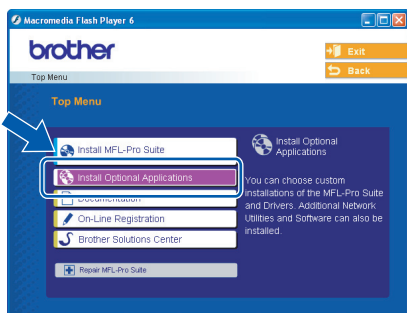 Macromedia Flash Player 6
brother
Exit
Back
Top Menu
Top Menu
Install MFL-Pro Suite
Install Optional Applications
Documentation
On-Line Registration
Brother Solutions Center
Repair MFL-Pro Suite
Install Optional
Applications
You can choose custom
installations of the MFL-Pro Suite
and Drivers. Additional Network
Utilities and Software can also be
installed.